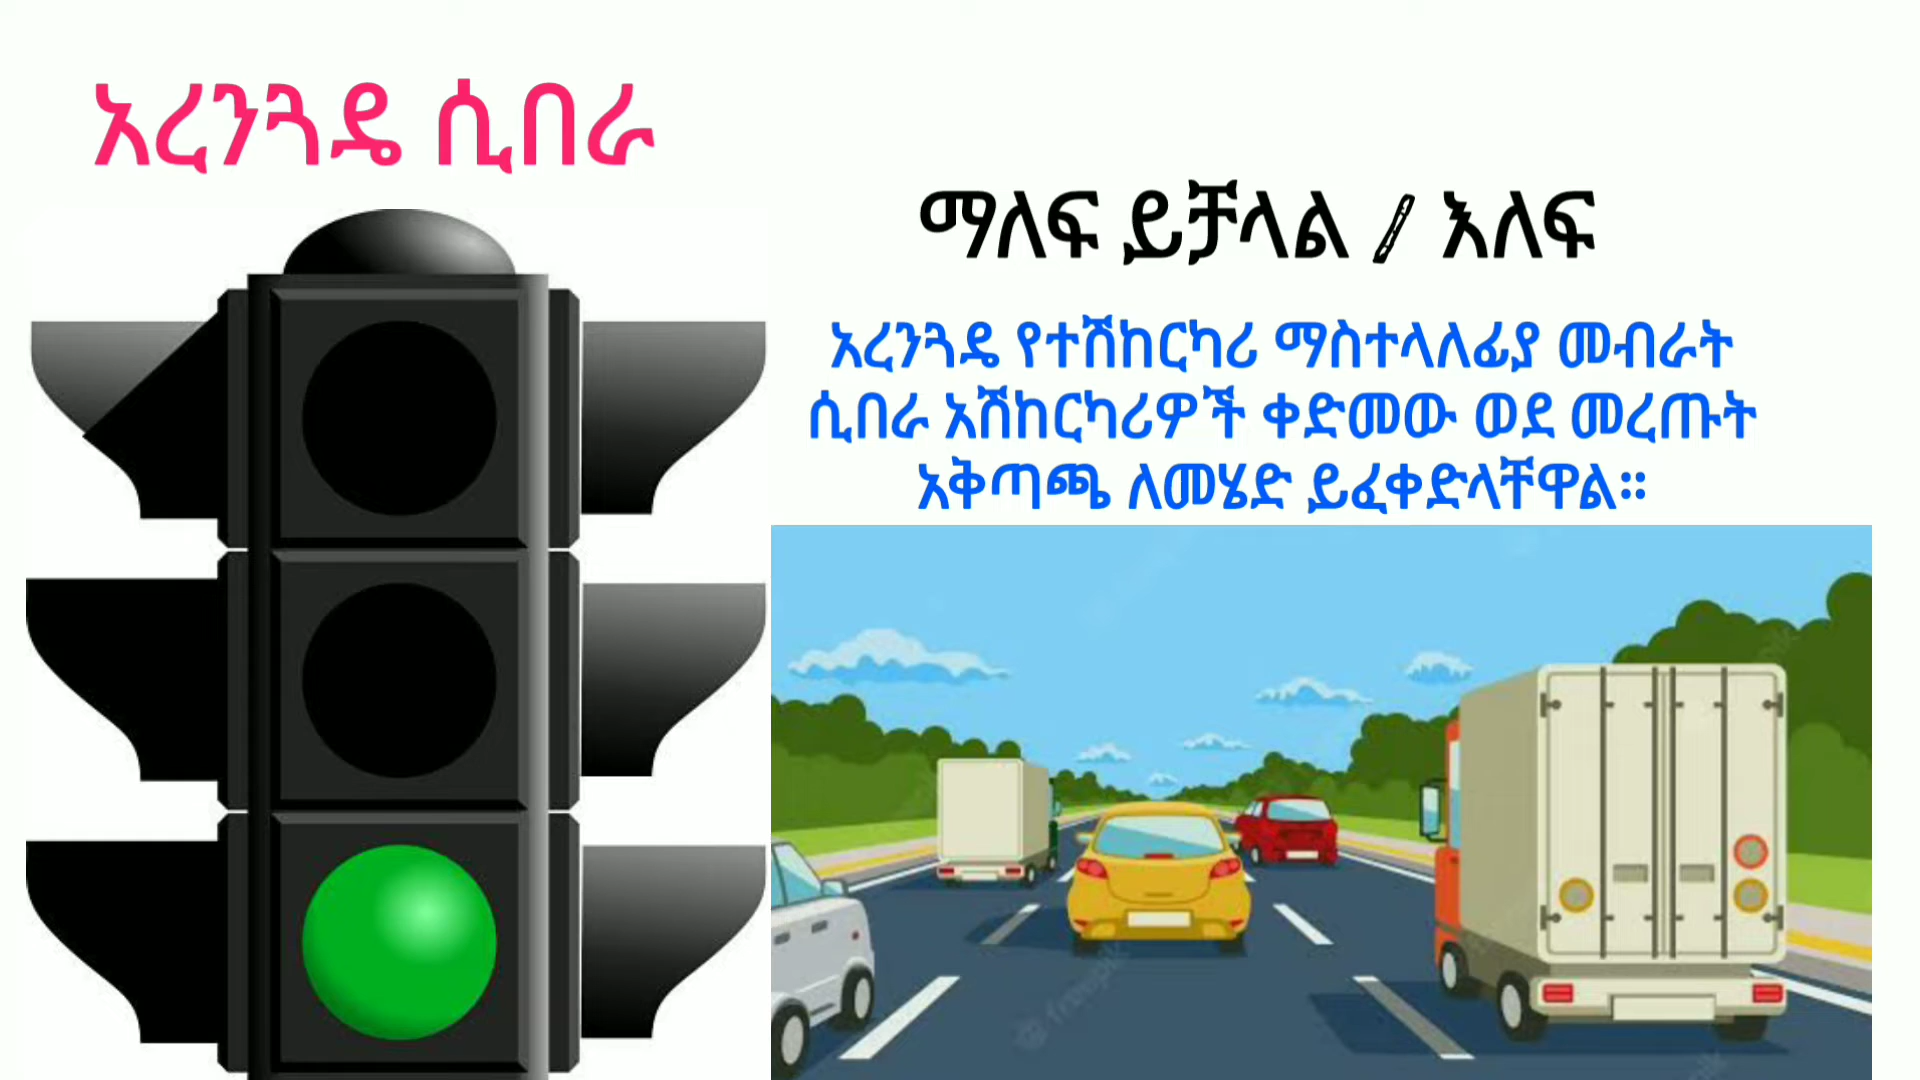 አረንጓዴ ሲበራ
ማለፍ ይቻላል / እለፍ
አረንጓዴ የተሽከርካሪ ማስተላለፊያ መብራት
ሲበራ አሽከርካሪዎች ቀድመው ወደ መረጡት
አቅጣጫ ለመሄድ ይፈቀድላቸዋል።